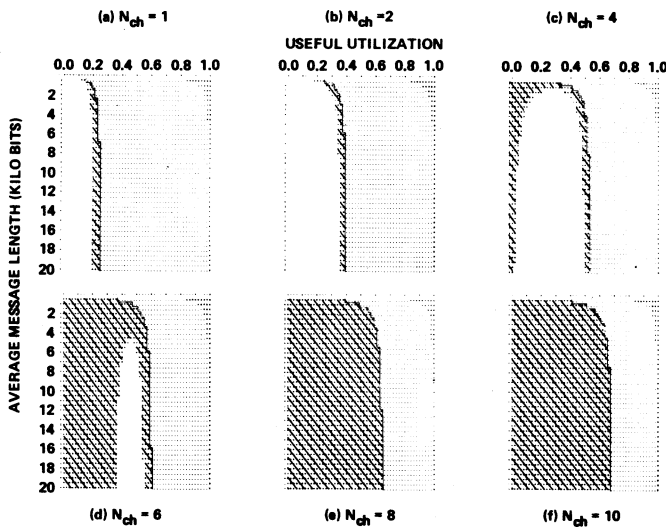 (a) N_ch = 1
(b) N_ch =2
(c) N_ch = 4
USEFUL UTILIZATION
0.0 0.2 0.4 0.6 0.8 1.0
0.0 0.2 0.4 0.6 0.8 1.0
0.0 0.2 0.4 0.6 0.8 1.0
AVERAGE MESSAGE LENGTH (KILO BITS)
2
4
6
8
10
12
14
16
18
20
2
4
6
8
10
12
14
16
18
20
(d) N_ch = 6
(e) N_ch = 8
(f) N_ch = 10